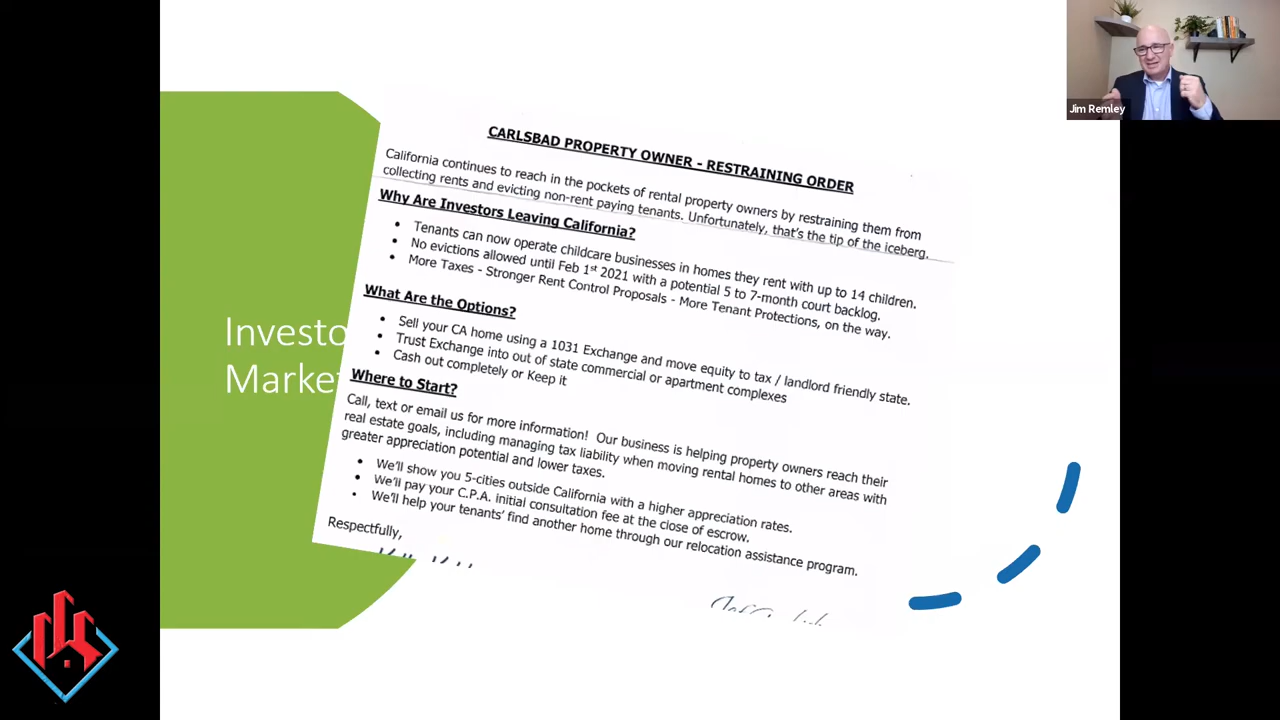 Jim Remley
CARLSBAD PROPERTY OWNER - RESTRAINING ORDER
California continues to reach in the pockets of rental property owners by restraining them from
collecting rents and evicting non-rent paying tenants. Unfortunately, that's the tip of the iceberg.
Why Are Investors Leaving California?
• Tenants can now operate childcare businesses in homes they rent with up to 14 children.
• No evictions allowed until Feb 1st 2021 with a potential 5 to 7-month court backlog.
• More Taxes - Stronger Rent Control Proposals - More Tenant Protections, on the way.
What Are the Options?
• Sell your CA home using a 1031 Exchange and move equity to tax / landlord friendly state.
• Trust Exchange into out of state commercial or apartment complexes
• Cash out completely or Keep it
Where to Start?
Call, text or email us for more information! Our business is helping property owners reach their
real estate goals, including managing tax liability when moving rental homes to other areas with
greater appreciation potential and lower taxes.
• We'll show you 5-cities outside California with a higher appreciation rates.
• We'll pay your C.P.A. initial consultation fee at the close of escrow.
• We'll help your tenants' find another home through our relocation assistance program.
Respectfully,
Investo
Marke